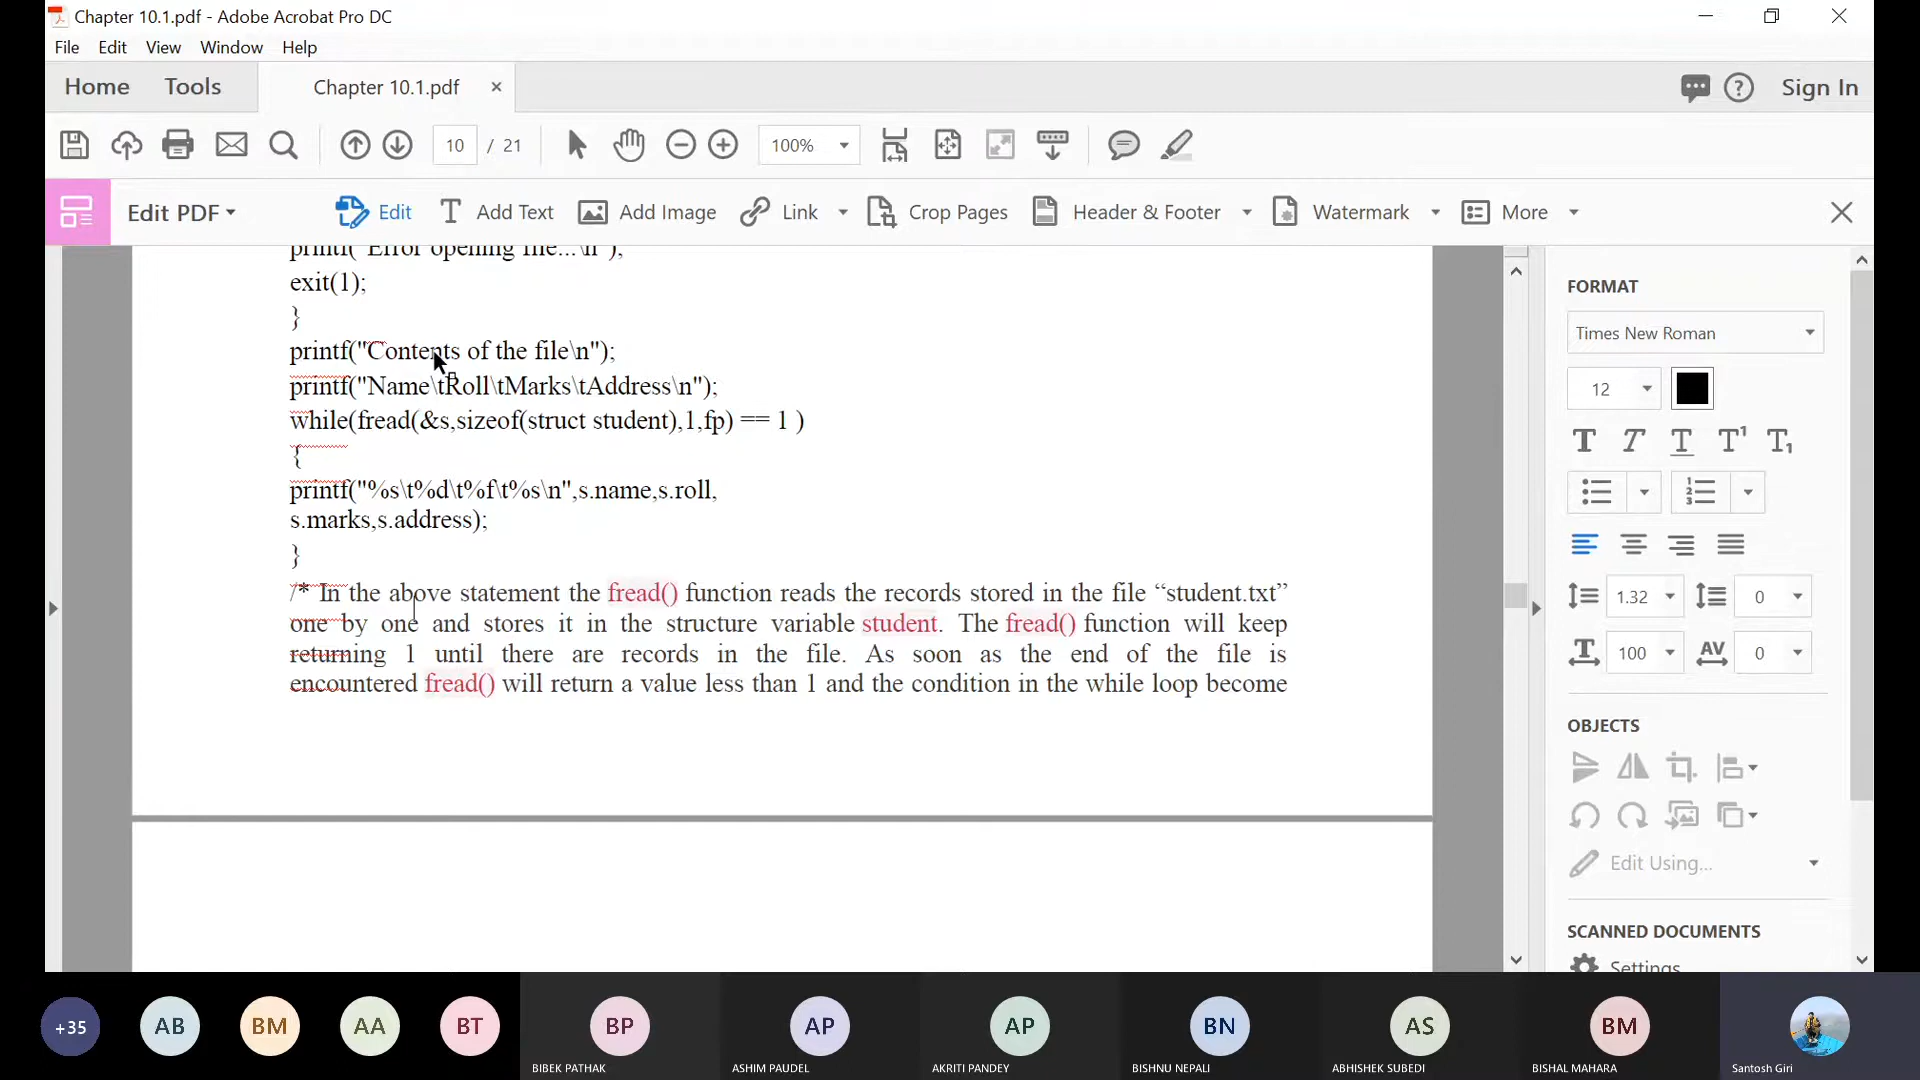 Chapter 10.1.pdf - Adobe Acrobat Pro DC
File Edit View Window Help
Home Tools Chapter 10.1.pdf × Sign In
10 / 21 100%
Edit PDF Edit Add Text Add Image Link Crop Pages Header & Footer Watermark More
printf("Error opening file...\n");
exit(1);
}
printf("Contents of the file\n");
printf("Name\tRoll\tMarks\tAddress\n");
while(fread(&s,sizeof(struct student),1,fp) == 1 )
{
printf("%s\t%d\t%f\t%s\n",s.name,s.roll,
s.marks,s.address);
}
/* In the above statement the fread() function reads the records stored in the file “student.txt”
one by one and stores it in the structure variable student. The fread() function will keep
returning 1 until there are records in the file. As soon as the end of the file is
encountered fread() will return a value less than 1 and the condition in the while loop become
FORMAT
Times New Roman
12
T T T T¹ T₁
1.32 0
100 AV 0
OBJECTS
Edit Using...
SCANNED DOCUMENTS
Settings
+35 AB BM AA BT BP AP AP BN AS BM
BIBEK PATHAK ASHIM PAUDEL AKRITI PANDEY BISHNU NEPALI ABHISHEK SUBEDI BISHAL MAHARA Santosh Giri